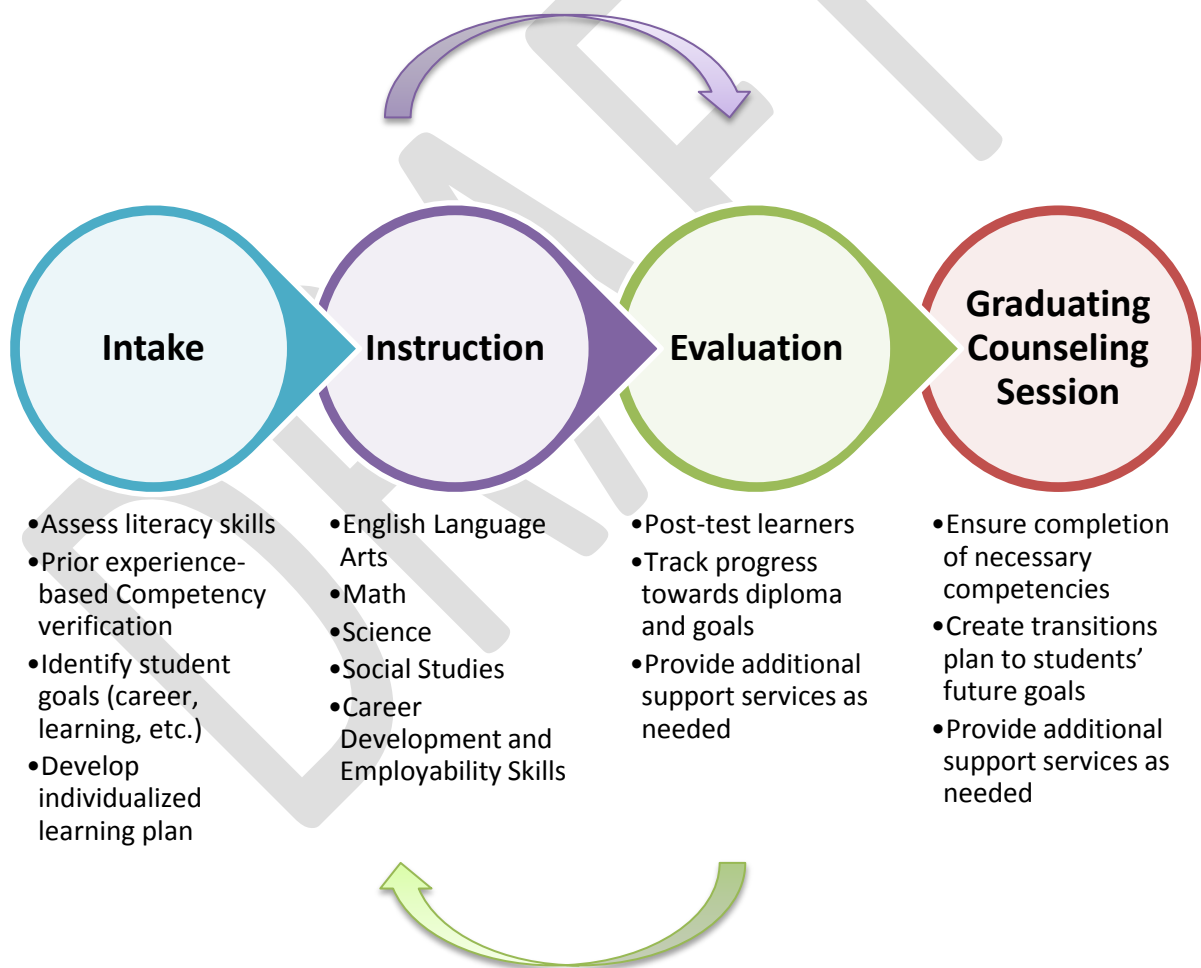 DRAFT
Intake
Instruction
Evaluation
Graduating
Counseling
Session
•Assess literacy skills
•Prior experience-
based Competency
verification
•Identify student
goals (career,
learning, etc.)
•Develop
individualized
learning plan
•English Language
Arts
•Math
•Science
•Social Studies
•Career
Development and
Employability Skills
•Post-test learners
•Track progress
towards diploma
and goals
•Provide additional
support services as
needed
•Ensure completion
of necessary
competencies
•Create transitions
plan to students’
future goals
•Provide additional
support services as
needed